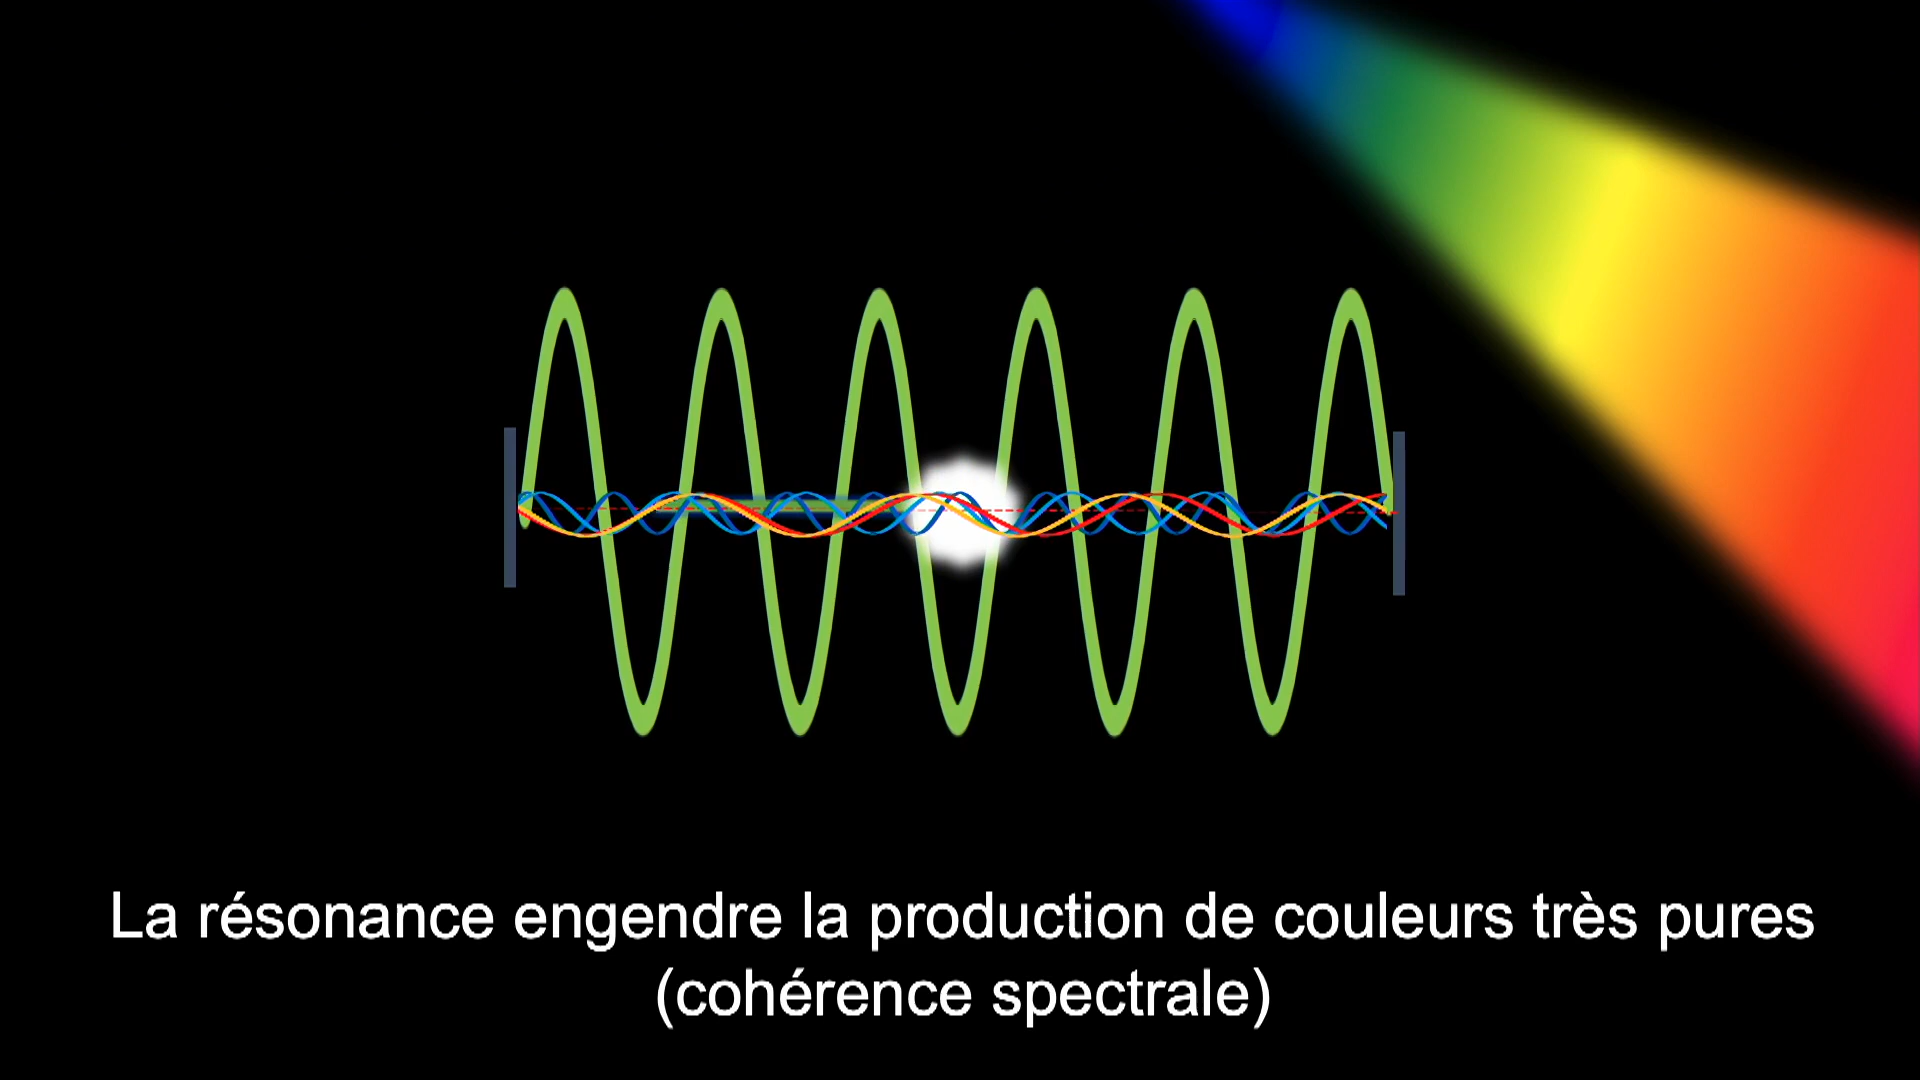 La résonance engendre la production de couleurs très pures
(cohérence spectrale)